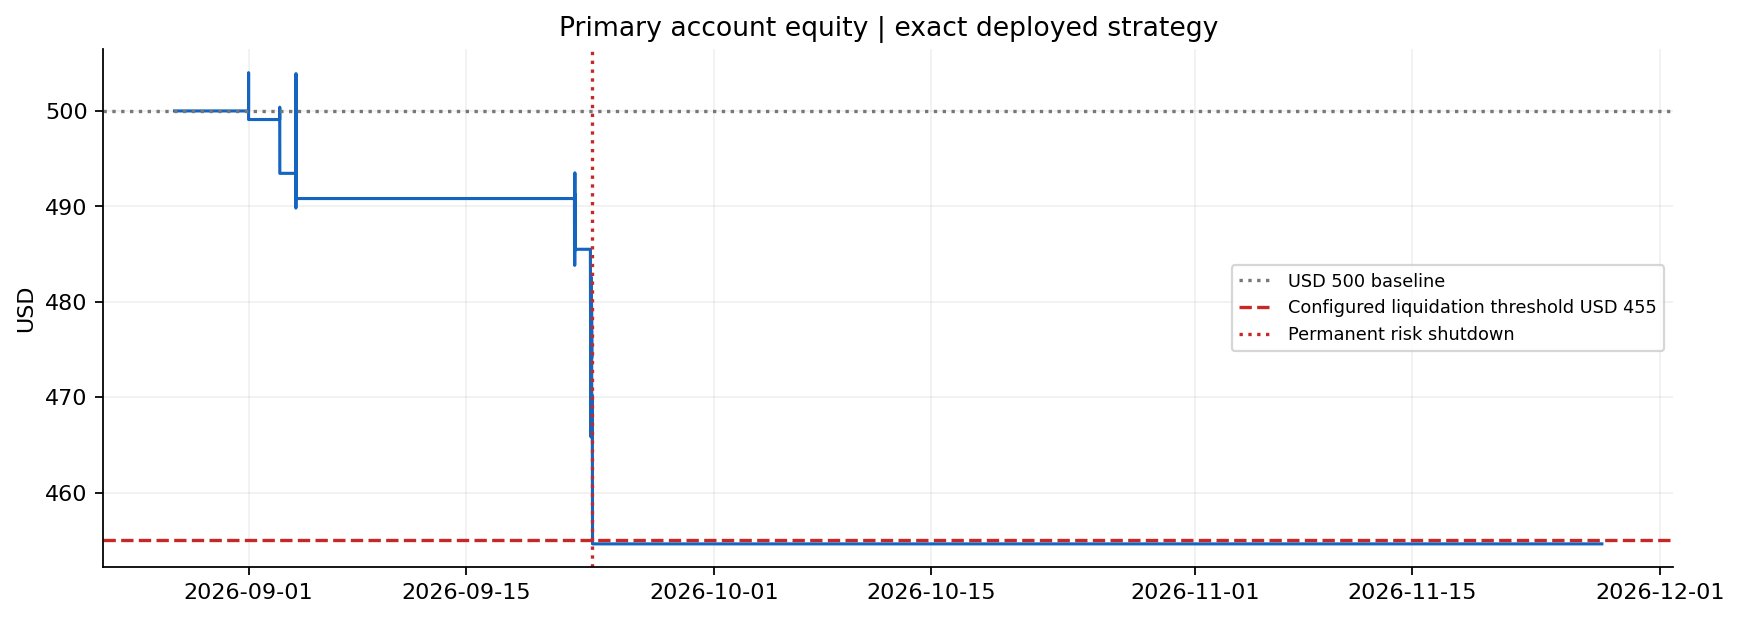 Primary account equity | exact deployed strategy
USD
500
490
480
470
460
USD 500 baseline
Configured liquidation threshold USD 455
Permanent risk shutdown
2026-09-01
2026-09-15
2026-10-01
2026-10-15
2026-11-01
2026-11-15
2026-12-01